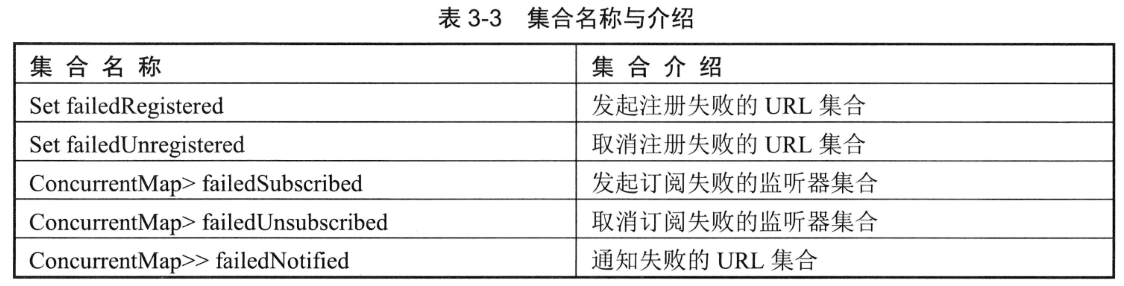 表 3-3 集合名称与介绍
集 合 名 称 集 合 介 绍
Set failedRegistered 发起注册失败的 URL 集合
Set failedUnregistered 取消注册失败的 URL 集合
ConcurrentMap> failedSubscribed 发起订阅失败的监听器集合
ConcurrentMap> failedUnsubscribed 取消订阅失败的监听器集合
ConcurrentMap>> failedNotified 通知失败的 URL 集合